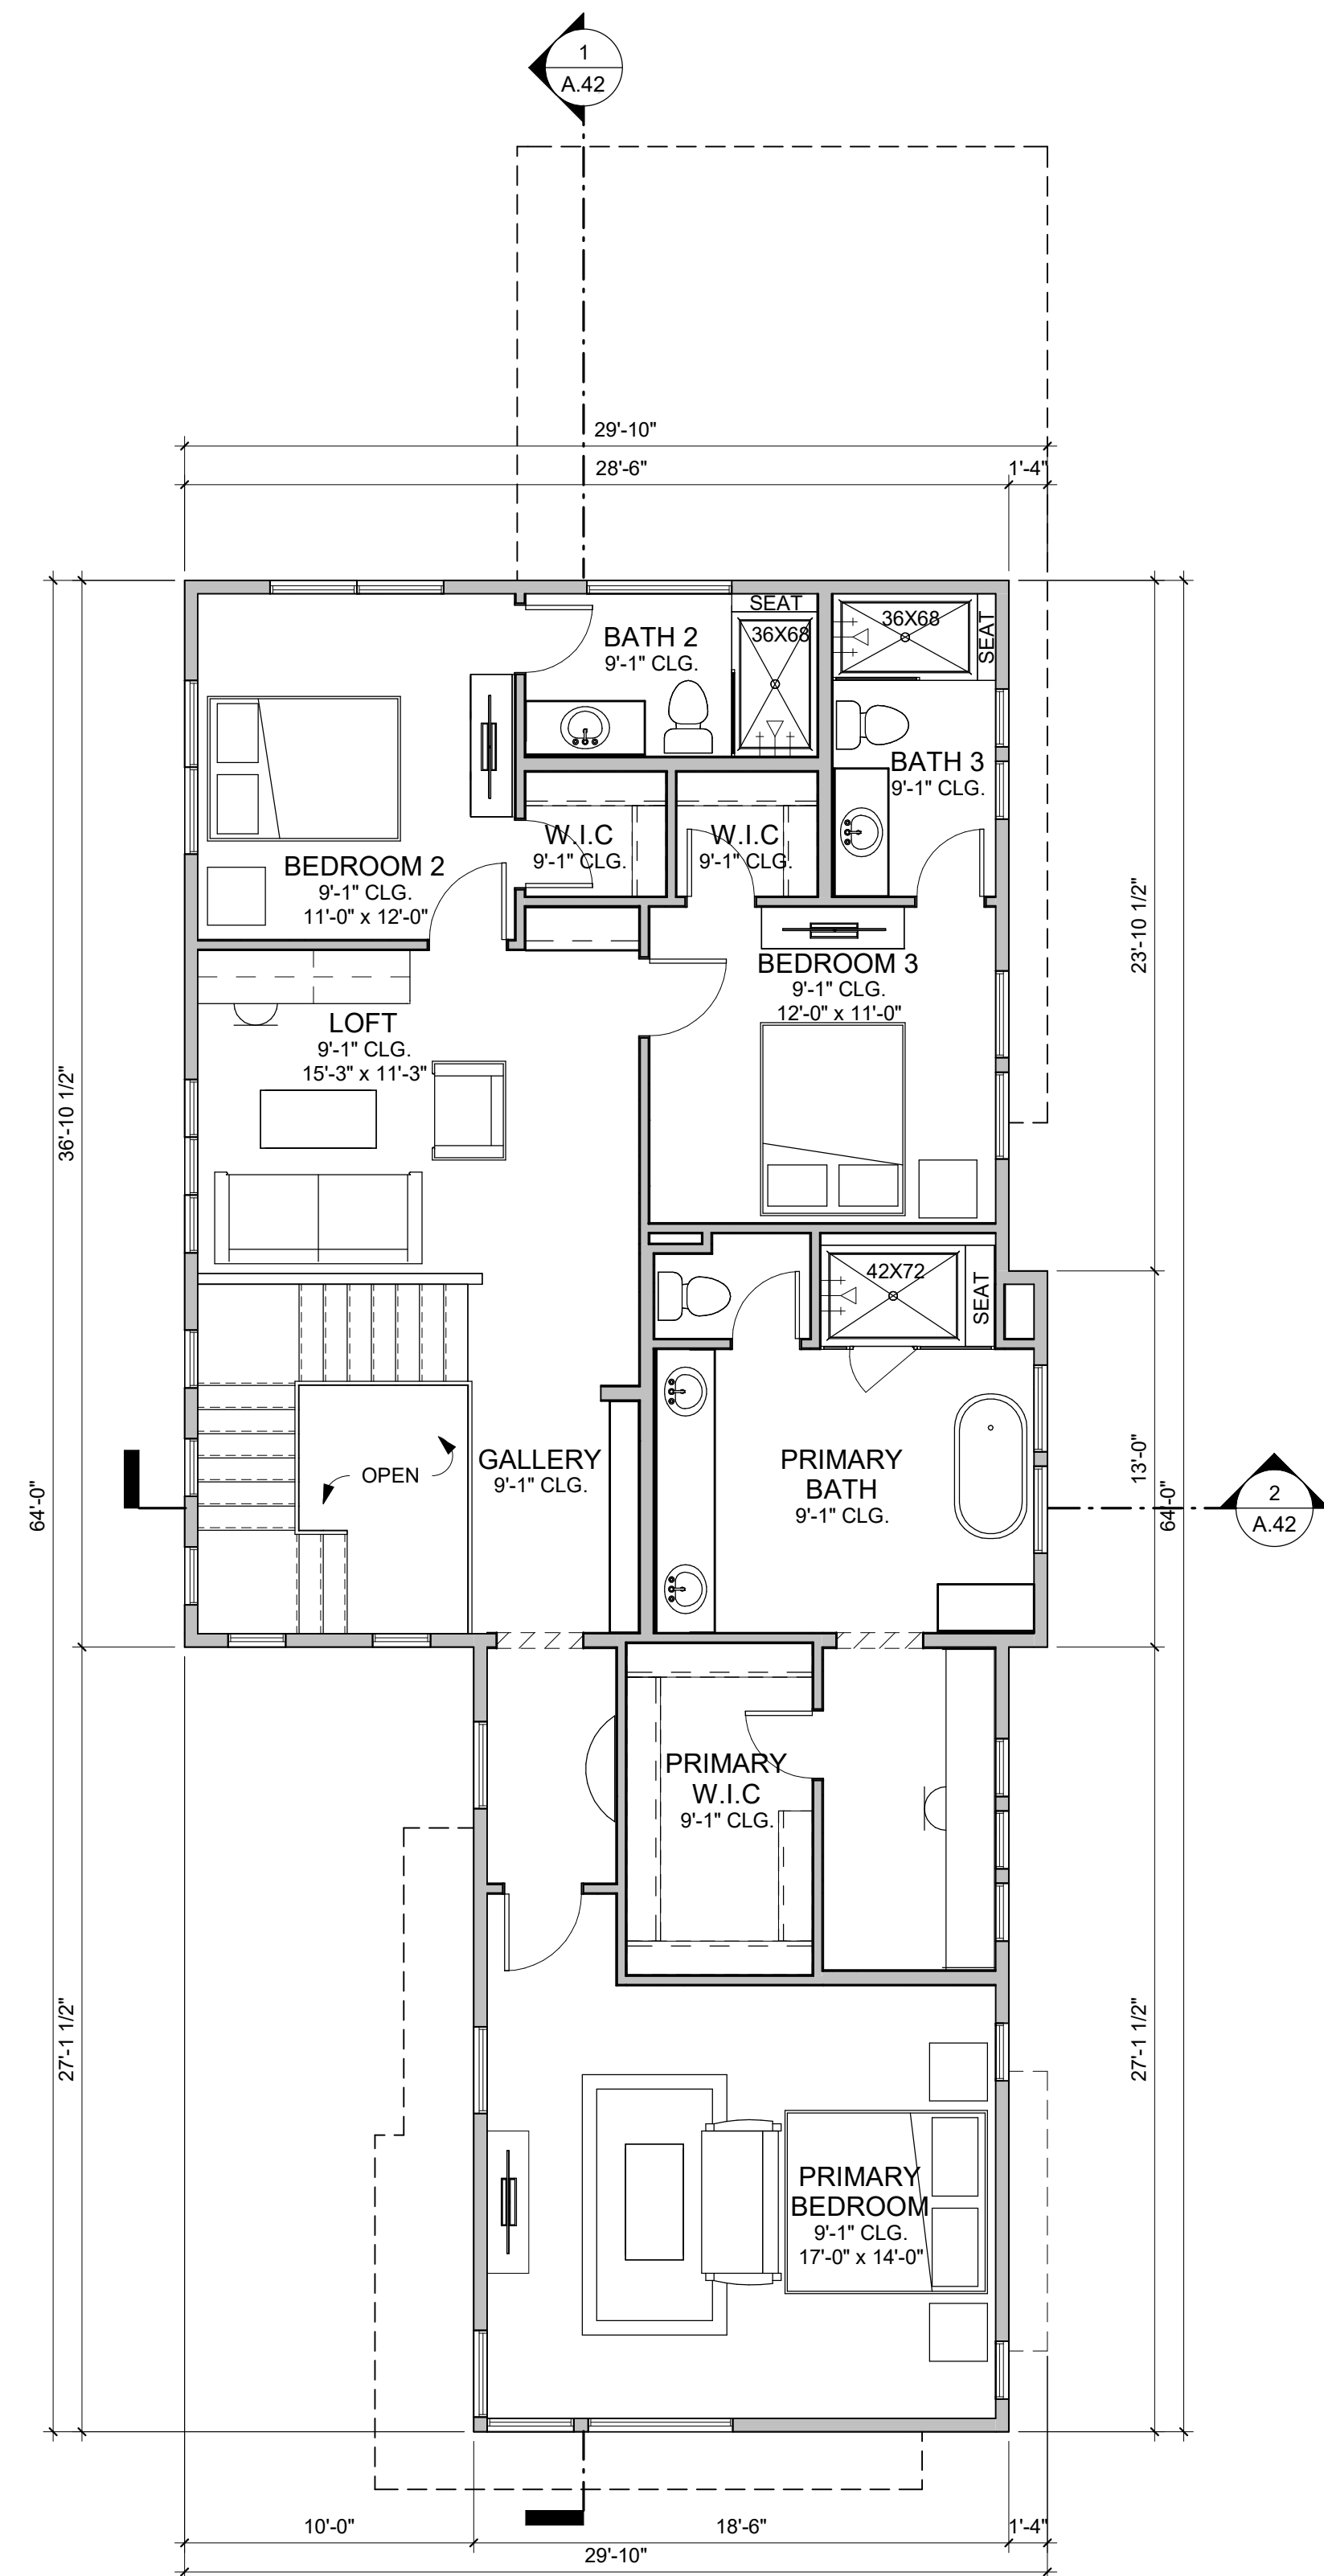 1
A.42
29'-10"
28'-6"
1'-4"
SEAT
36X68
BATH 2
9'-1" CLG.
36X68
SEAT
BATH 3
9'-1" CLG.
W.I.C
9'-1" CLG.
W.I.C
9'-1" CLG.
BEDROOM 2
9'-1" CLG.
11'-0" x 12'-0"
BEDROOM 3
9'-1" CLG.
12'-0" x 11'-0"
23'-10 1/2"
LOFT
9'-1" CLG.
15'-3" x 11'-3"
36'-10 1/2"
42X72
SEAT
OPEN
GALLERY
9'-1" CLG.
PRIMARY
BATH
9'-1" CLG.
13'-0"
64'-0"
64'-0"
2
A.42
PRIMARY
W.I.C
9'-1" CLG.
27'-1 1/2"
27'-1 1/2"
PRIMARY
BEDROOM
9'-1" CLG.
17'-0" x 14'-0"
10'-0"
18'-6"
1'-4"
29'-10"